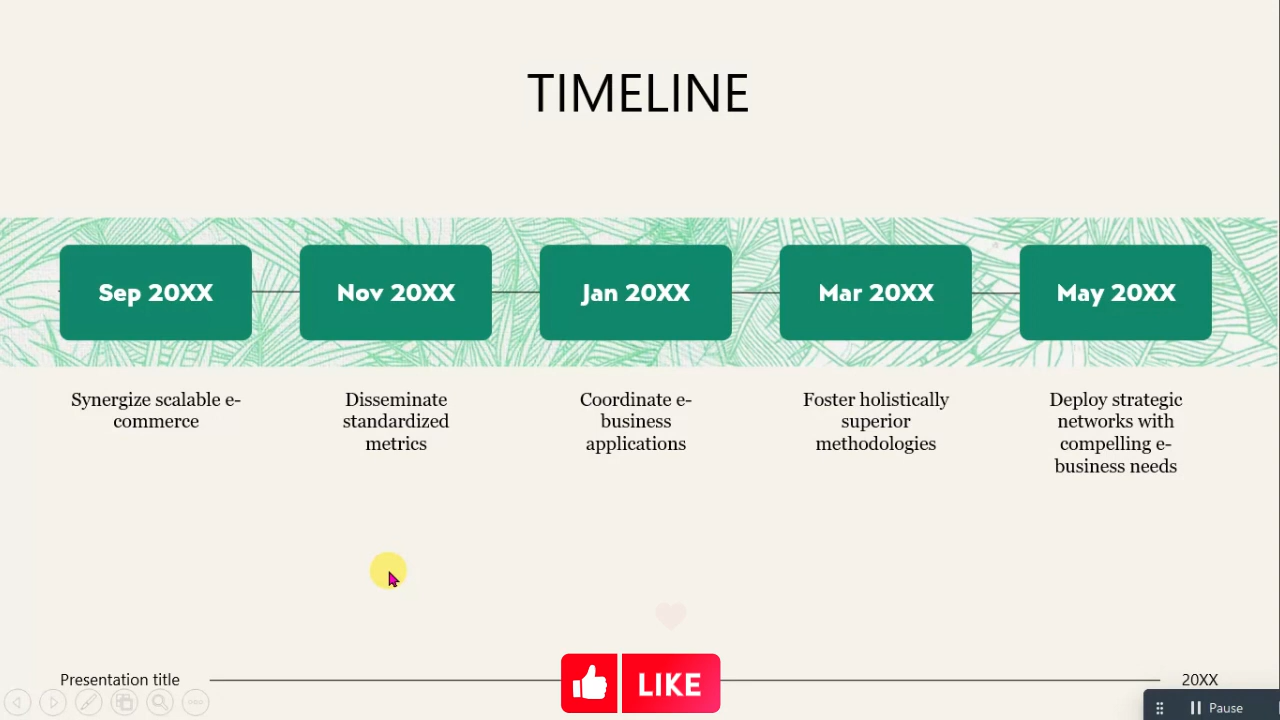 TIMELINE
Sep 20XX
Nov 20XX
Jan 20XX
Mar 20XX
May 20XX
Synergize scalable e-
commerce
Disseminate
standardized
metrics
Coordinate e-
business
applications
Foster holistically
superior
methodologies
Deploy strategic
networks with
compelling e-
business needs
Presentation title
LIKE
20XX
Pause